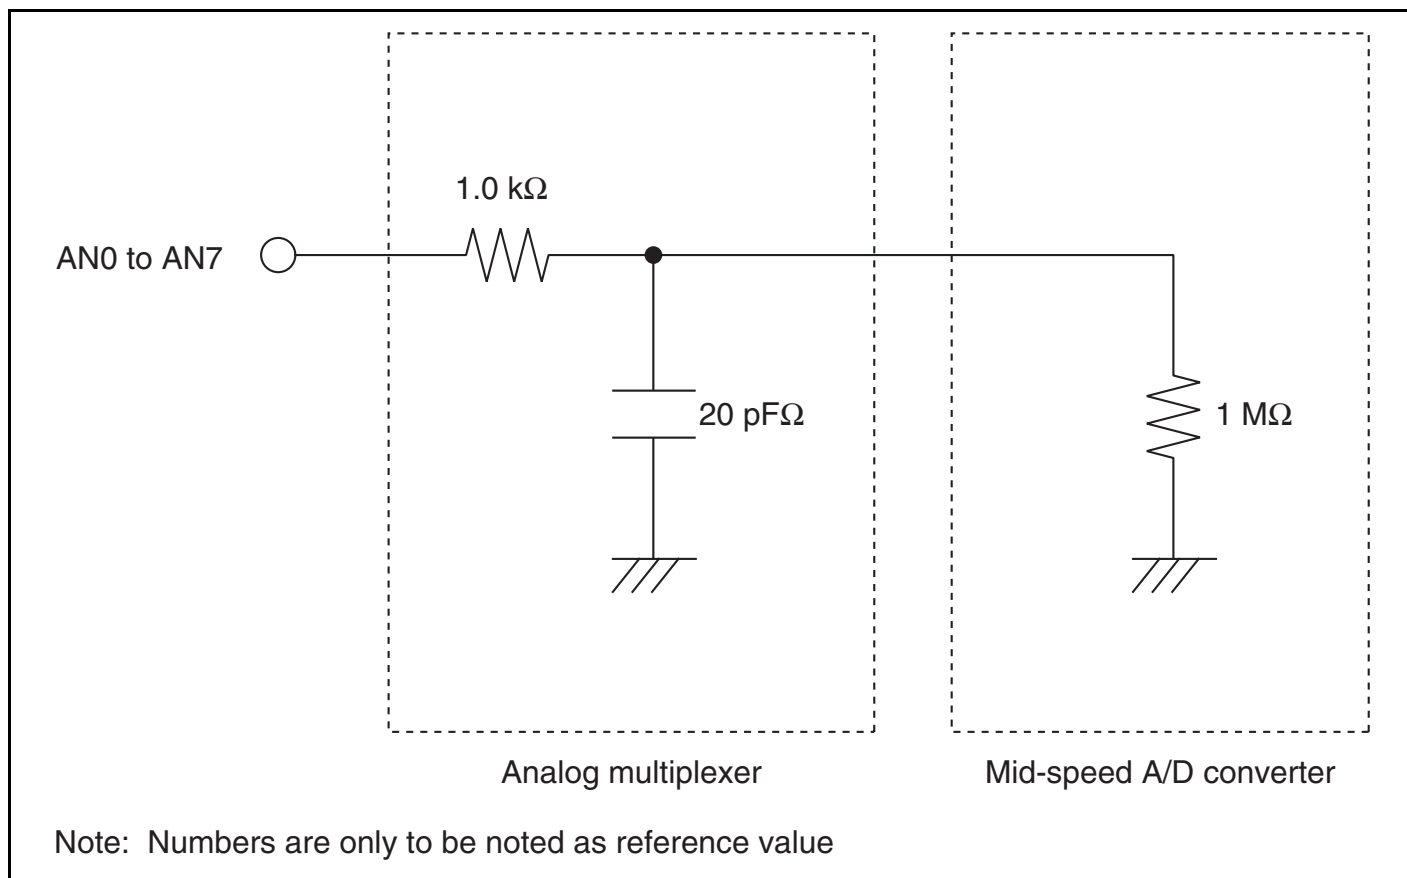 1.0 kΩ
AN0 to AN7
20 pFΩ
1 MΩ
Analog multiplexer
Mid-speed A/D converter
Note: Numbers are only to be noted as reference value